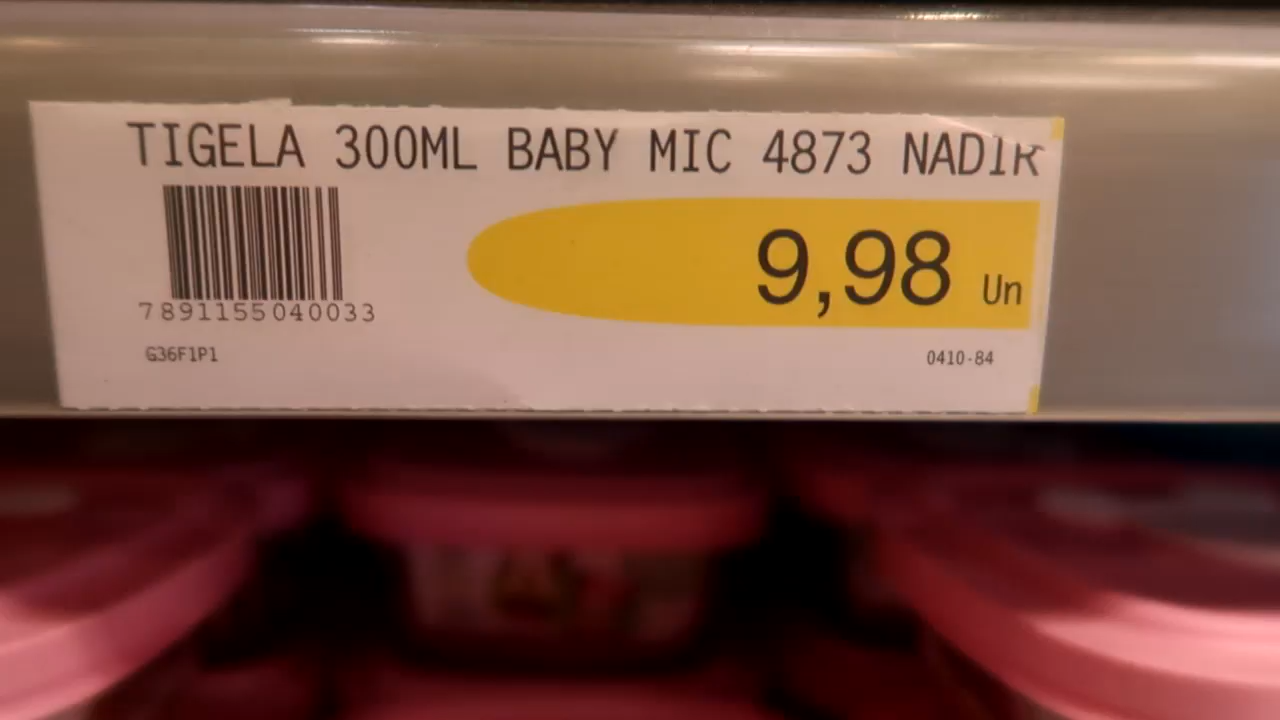 TIGELA 300ML BABY MIC 4873 NADIR
9,98 Un
7891155040033
G36F1P1
0410-84